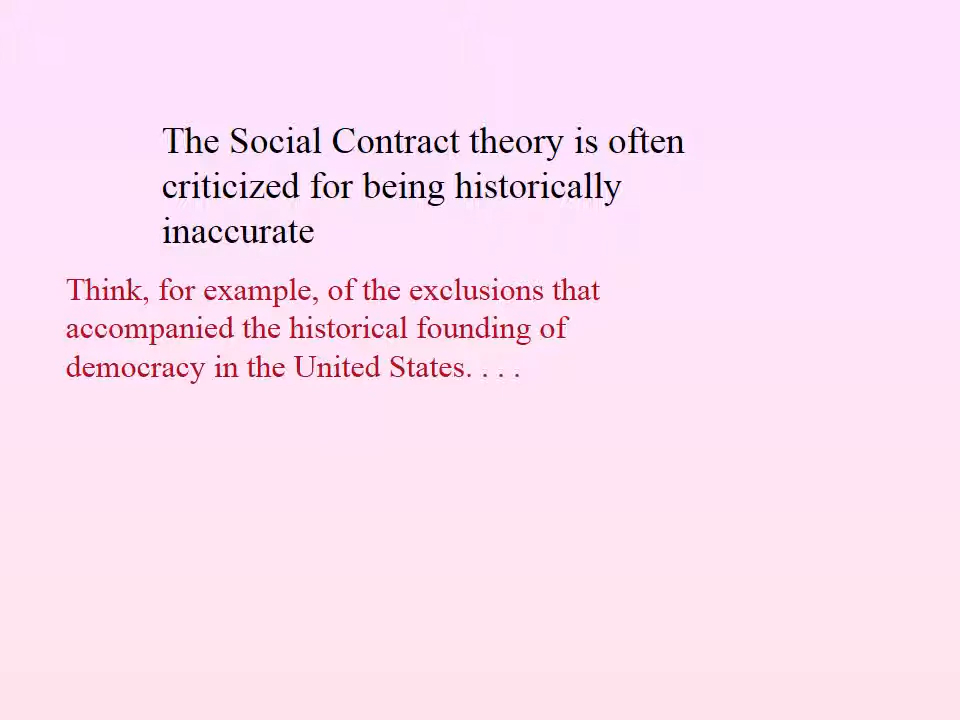 The Social Contract theory is often
criticized for being historically
inaccurate
Think, for example, of the exclusions that
accompanied the historical founding of
democracy in the United States. . . .